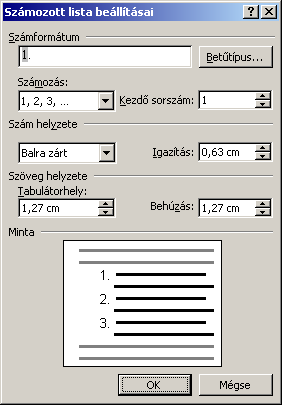 Számozott lista beállításai
Számformátum
1.
Betűtípus...
Számozás:
1, 2, 3, ...
Kezdő sorszám:
1
Szám helyzete
Balra zárt
Igazítás:
0,63 cm
Szöveg helyzete
Tabulátorhely:
1,27 cm
Behúzás:
1,27 cm
Minta
1.
2.
3.
OK
Mégse